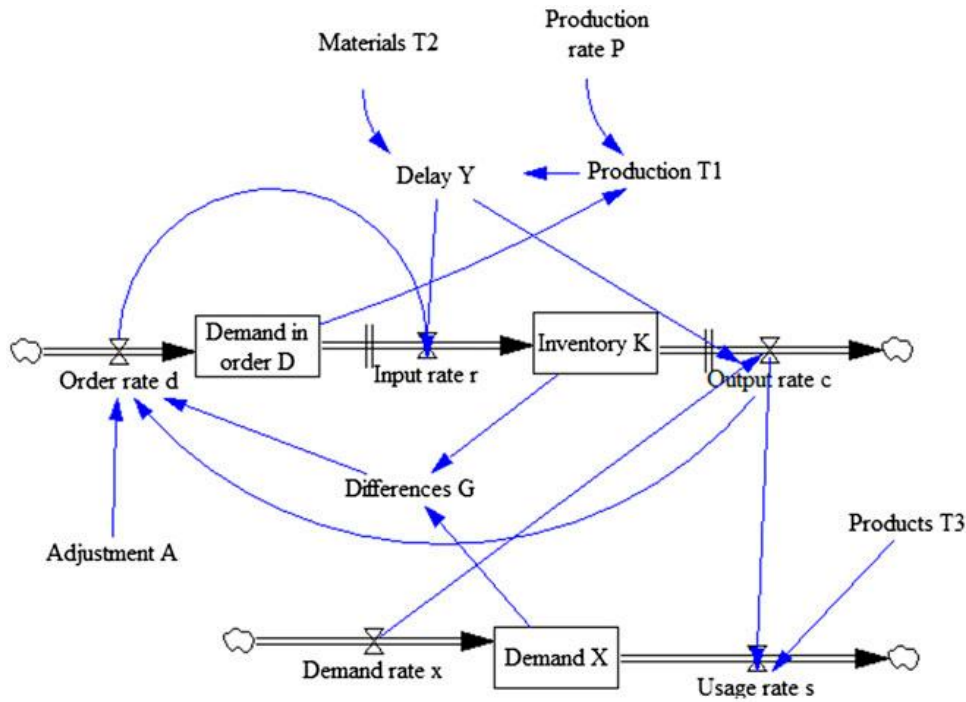 Materials T2
Production
rate P
Delay Y
Production T1
Demand in
order D
Inventory K
Order rate d
Input rate r
Output rate c
Differences G
Adjustment A
Products T3
Demand rate x
Demand X
Usage rate s